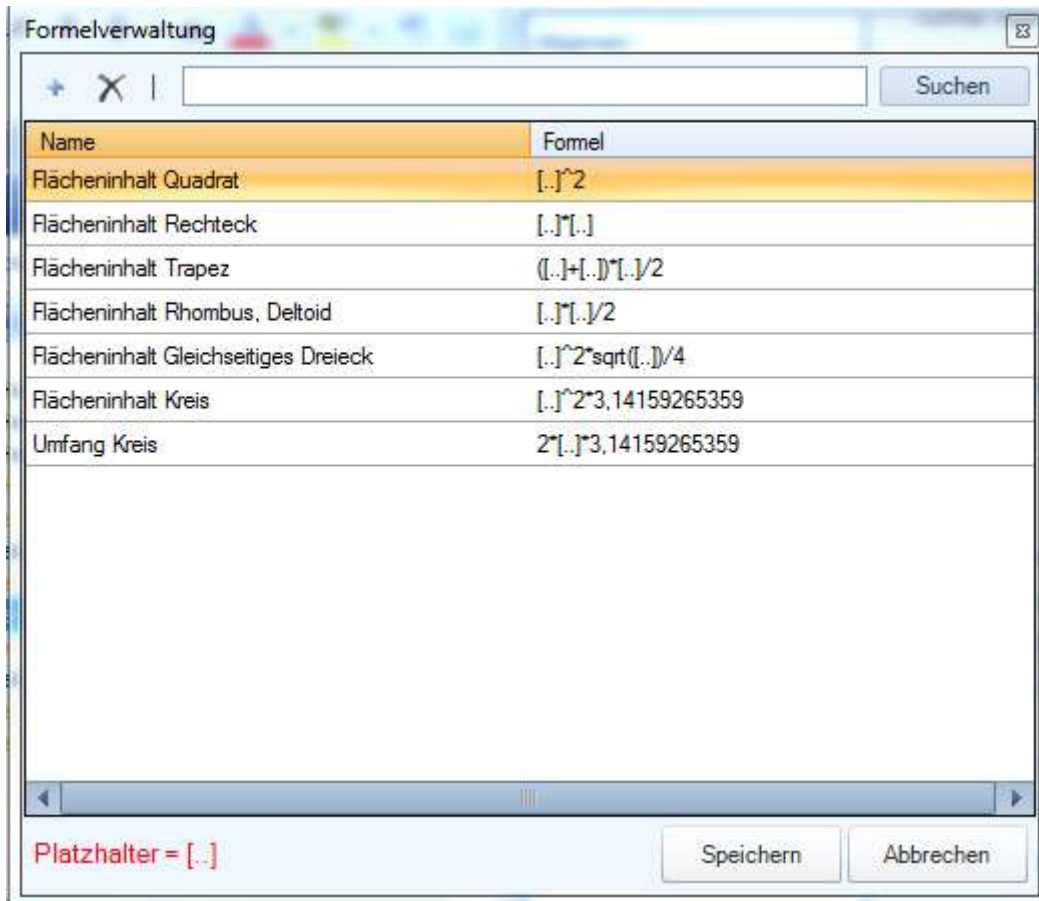 Formelverwaltung
Suchen
Name Formel
Flächeninhalt Quadrat [..]^2
Flächeninhalt Rechteck [..]*[..]
Flächeninhalt Trapez ([..]+[..])*[..]/2
Flächeninhalt Rhombus, Deltoid [..]*[..]/2
Flächeninhalt Gleichseitiges Dreieck [..]^2*sqrt([..])/4
Flächeninhalt Kreis [..]^2*3,14159265359
Umfang Kreis 2*[..]*3,14159265359
Platzhalter = [..] Speichern Abbrechen